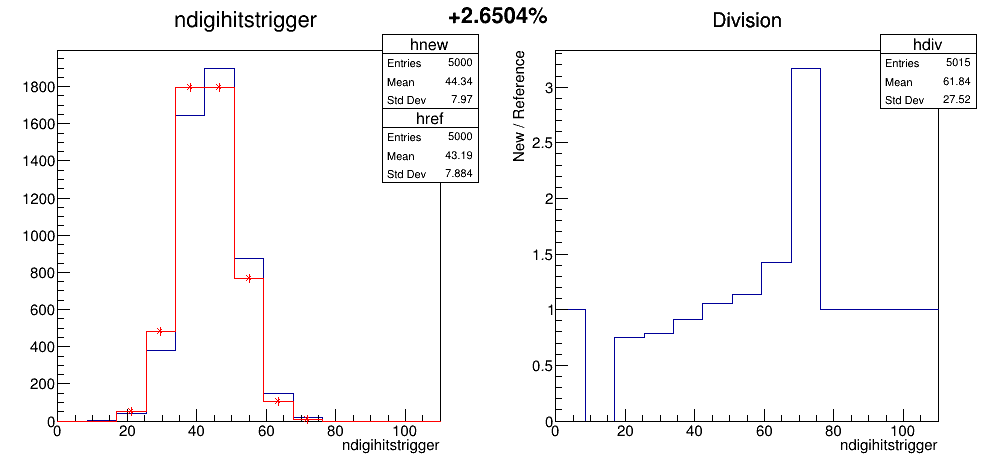 +2.6504%
ndigihitstrigger
hnew
Entries 5000
Mean 44.34
Std Dev 7.97
href
Entries 5000
Mean 43.19
Std Dev 7.884
1800
1600
1400
1200
1000
800
600
400
200
0
0 20 40 60 80 100
ndigihitstrigger
Division
hdiv
Entries 5015
Mean 61.84
Std Dev 27.52
New / Reference
3
2.5
2
1.5
1
0.5
0
0 20 40 60 80 100
ndigihitstrigger